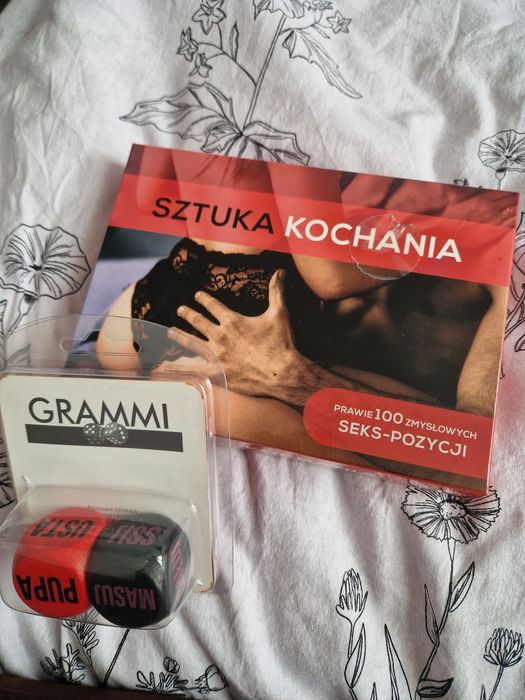 SZTUKA KOCHANIA
PRAWIE 100 ZMYSŁOWYCH
SEKS-POZYCJI
GRAMMI
USTA
PUPA
SSIJ
MASUJ